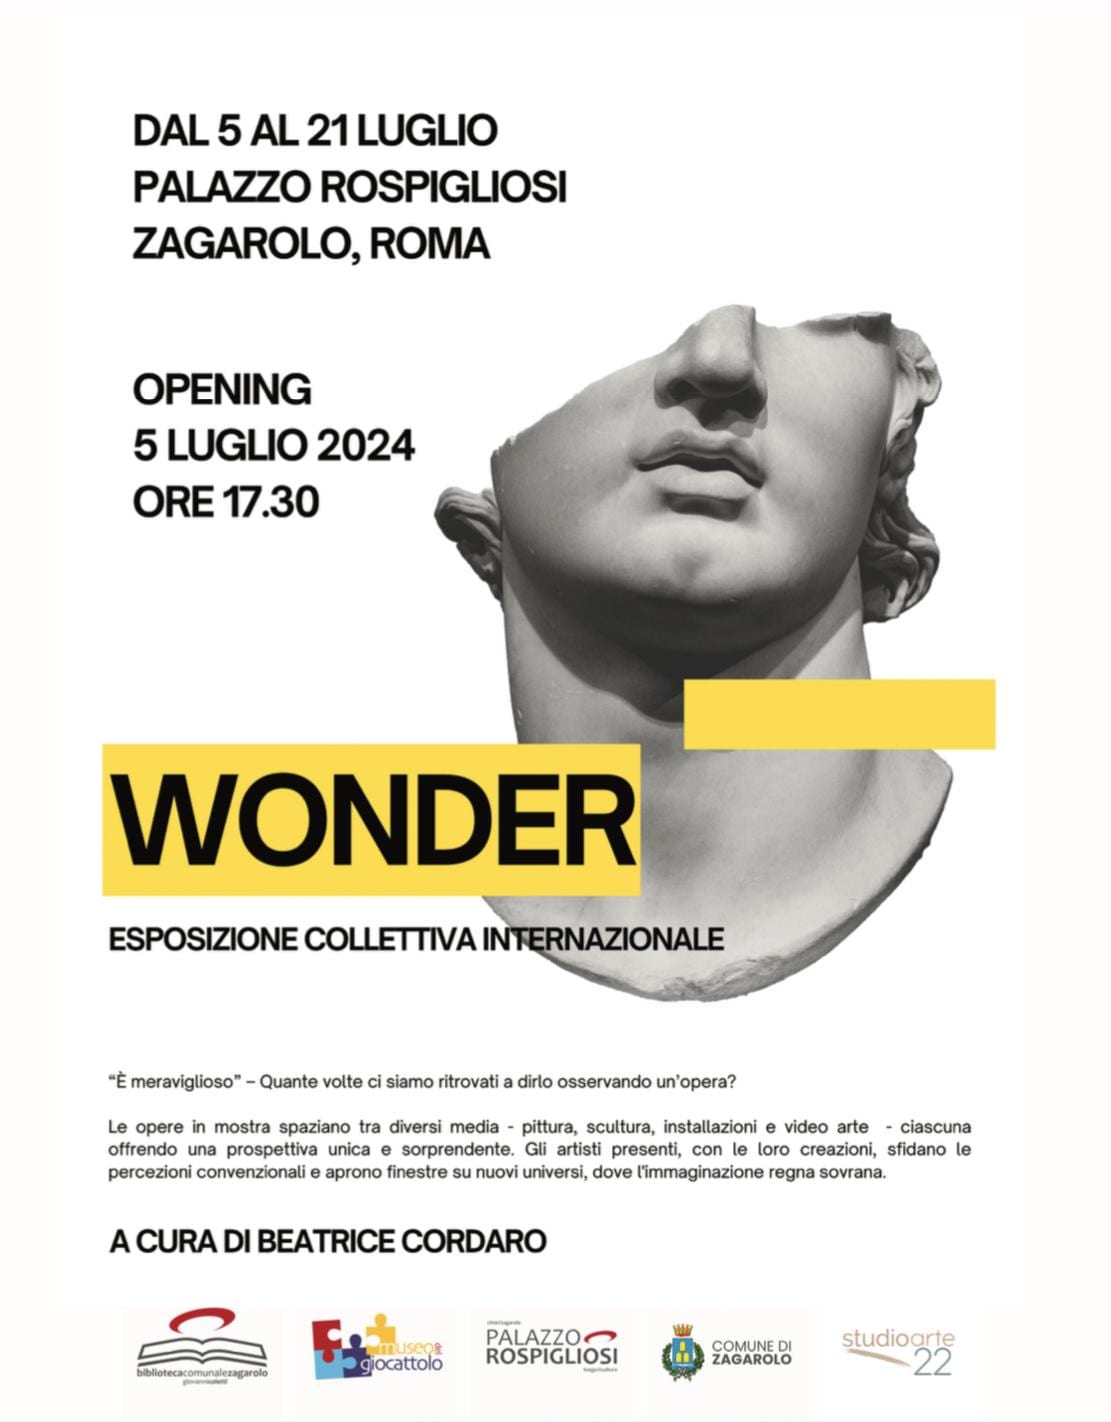 DAL 5 AL 21 LUGLIO
PALAZZO ROSPIGLIOSI
ZAGAROLO, ROMA
OPENING
5 LUGLIO 2024
ORE 17.30
WONDER
ESPOSIZIONE COLLETTIVA INTERNAZIONALE
“È meraviglioso” – Quante volte ci siamo ritrovati a dirlo osservando un’opera?
Le opere in mostra spaziano tra diversi media - pittura, scultura, installazioni e video arte - ciascuna
offrendo una prospettiva unica e sorprendente. Gli artisti presenti, con le loro creazioni, sfidano le
percezioni convenzionali e aprono finestre su nuovi universi, dove l'immaginazione regna sovrana.
A CURA DI BEATRICE CORDARO
bibliotecacomunalezagarolo
giovannicoletti
museodel
giocattolo
cittàdizagarolo
PALAZZO
ROSPIGLIOSI
luogocultura
COMUNE DI
ZAGAROLO
studioarte
22